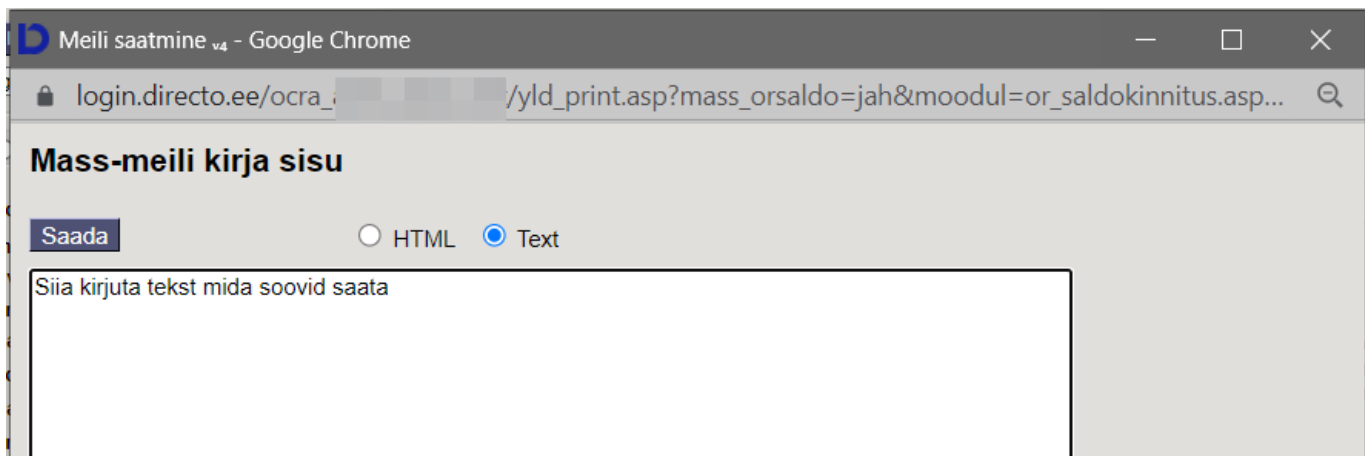 Meili saatmine v4 - Google Chrome
login.directo.ee/ocra_ /yld_print.asp?mass_orsaldo=jah&moodul=or_saldokinnitus.asp...
Mass-meili kirja sisu
Saada HTML Text
Siia kirjuta tekst mida soovid saata